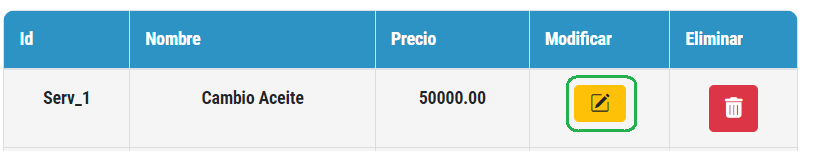 Id Nombre Precio Modificar Eliminar
Serv_1 Cambio Aceite 50000.00